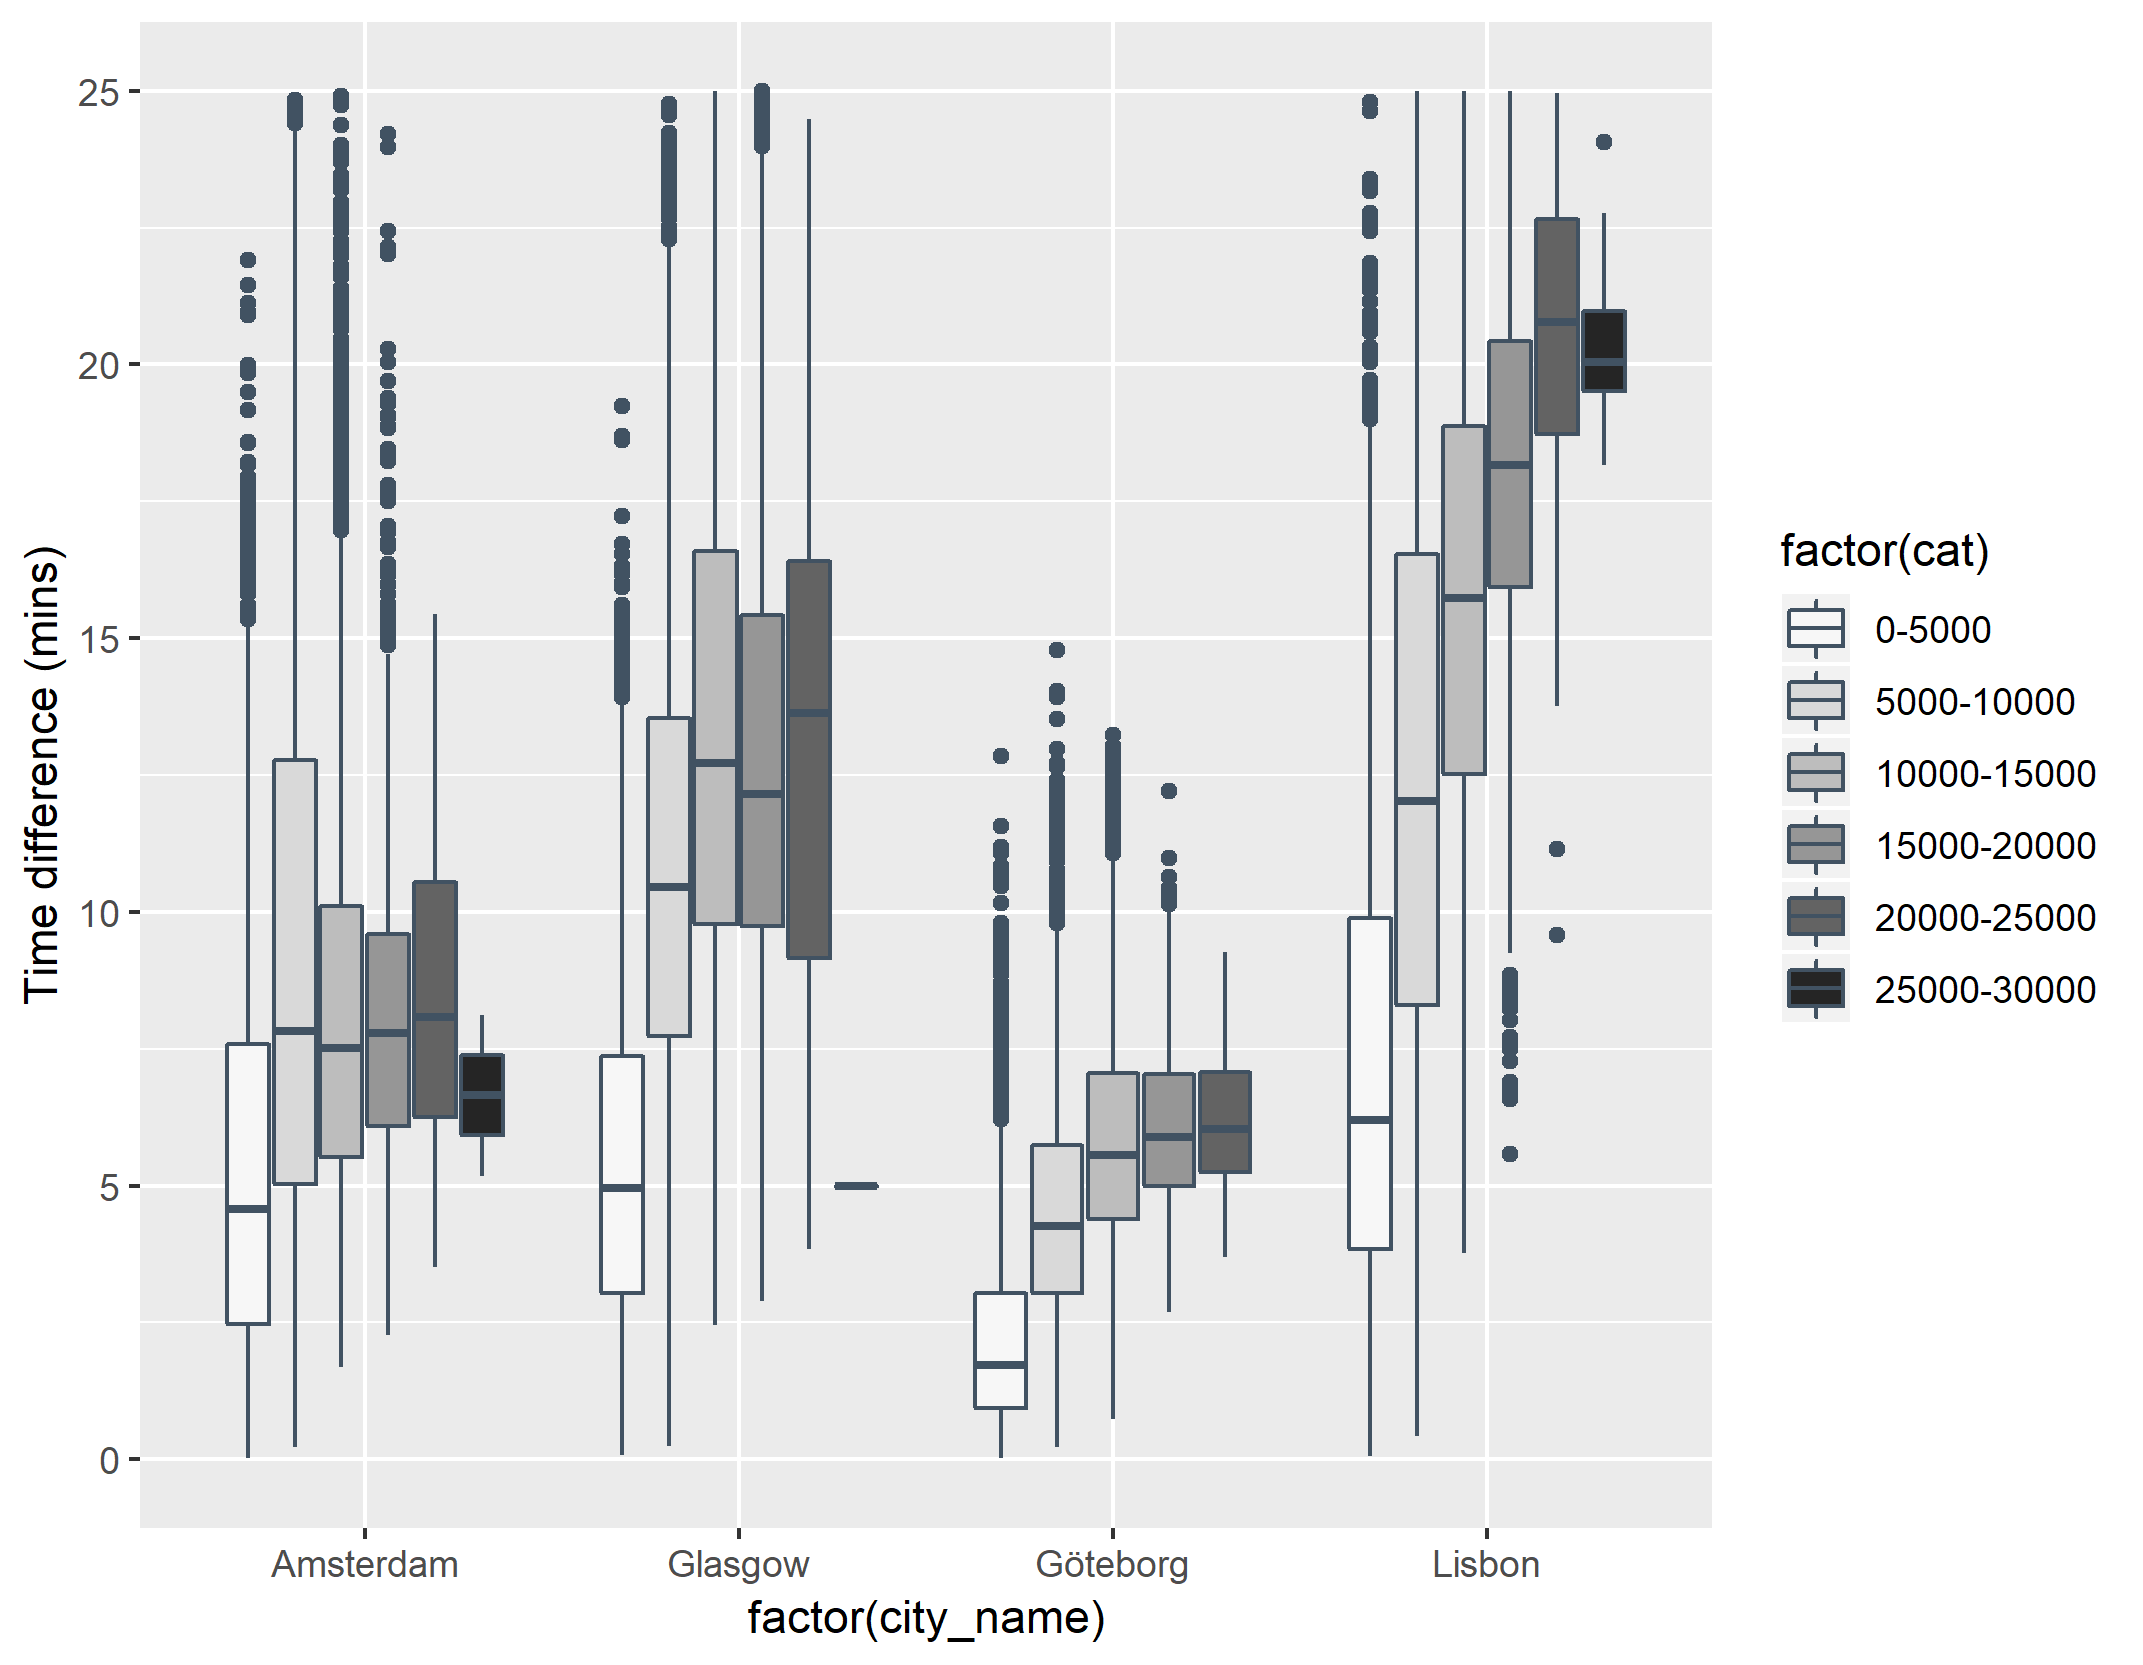 Time difference (mins)
25
20
15
10
5
0
Amsterdam
Glasgow
Göteborg
Lisbon
factor(city_name)
factor(cat)
0-5000
5000-10000
10000-15000
15000-20000
20000-25000
25000-30000